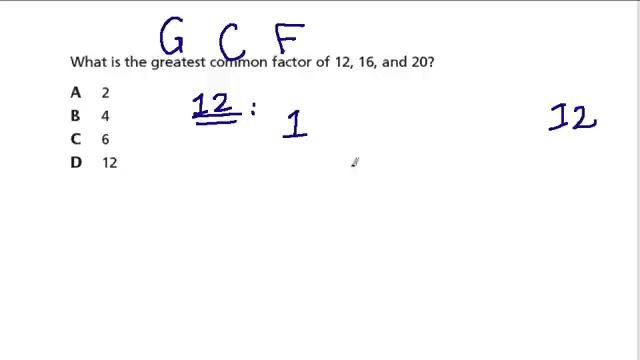 G C F
What is the greatest common factor of 12, 16, and 20?
A 2
B 4
C 6
D 12
12 : 1 12